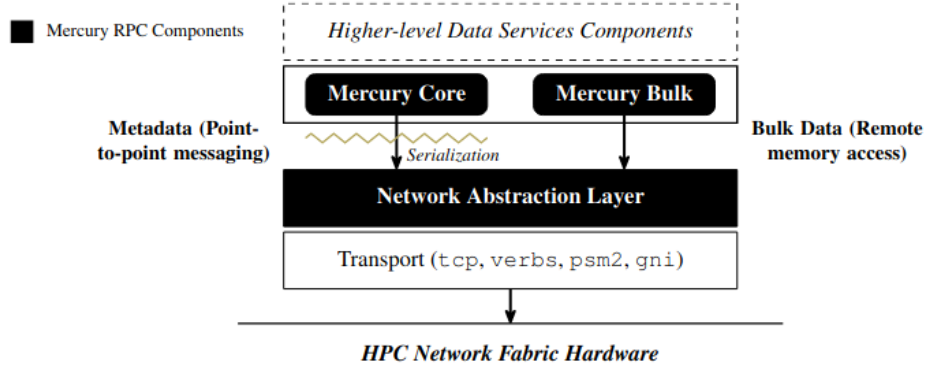 Mercury RPC Components
Higher-level Data Services Components
Mercury Core
Mercury Bulk
Metadata (Point-
to-point messaging)
Serialization
Bulk Data (Remote
memory access)
Network Abstraction Layer
Transport (tcp, verbs, psm2, gni)
HPC Network Fabric Hardware